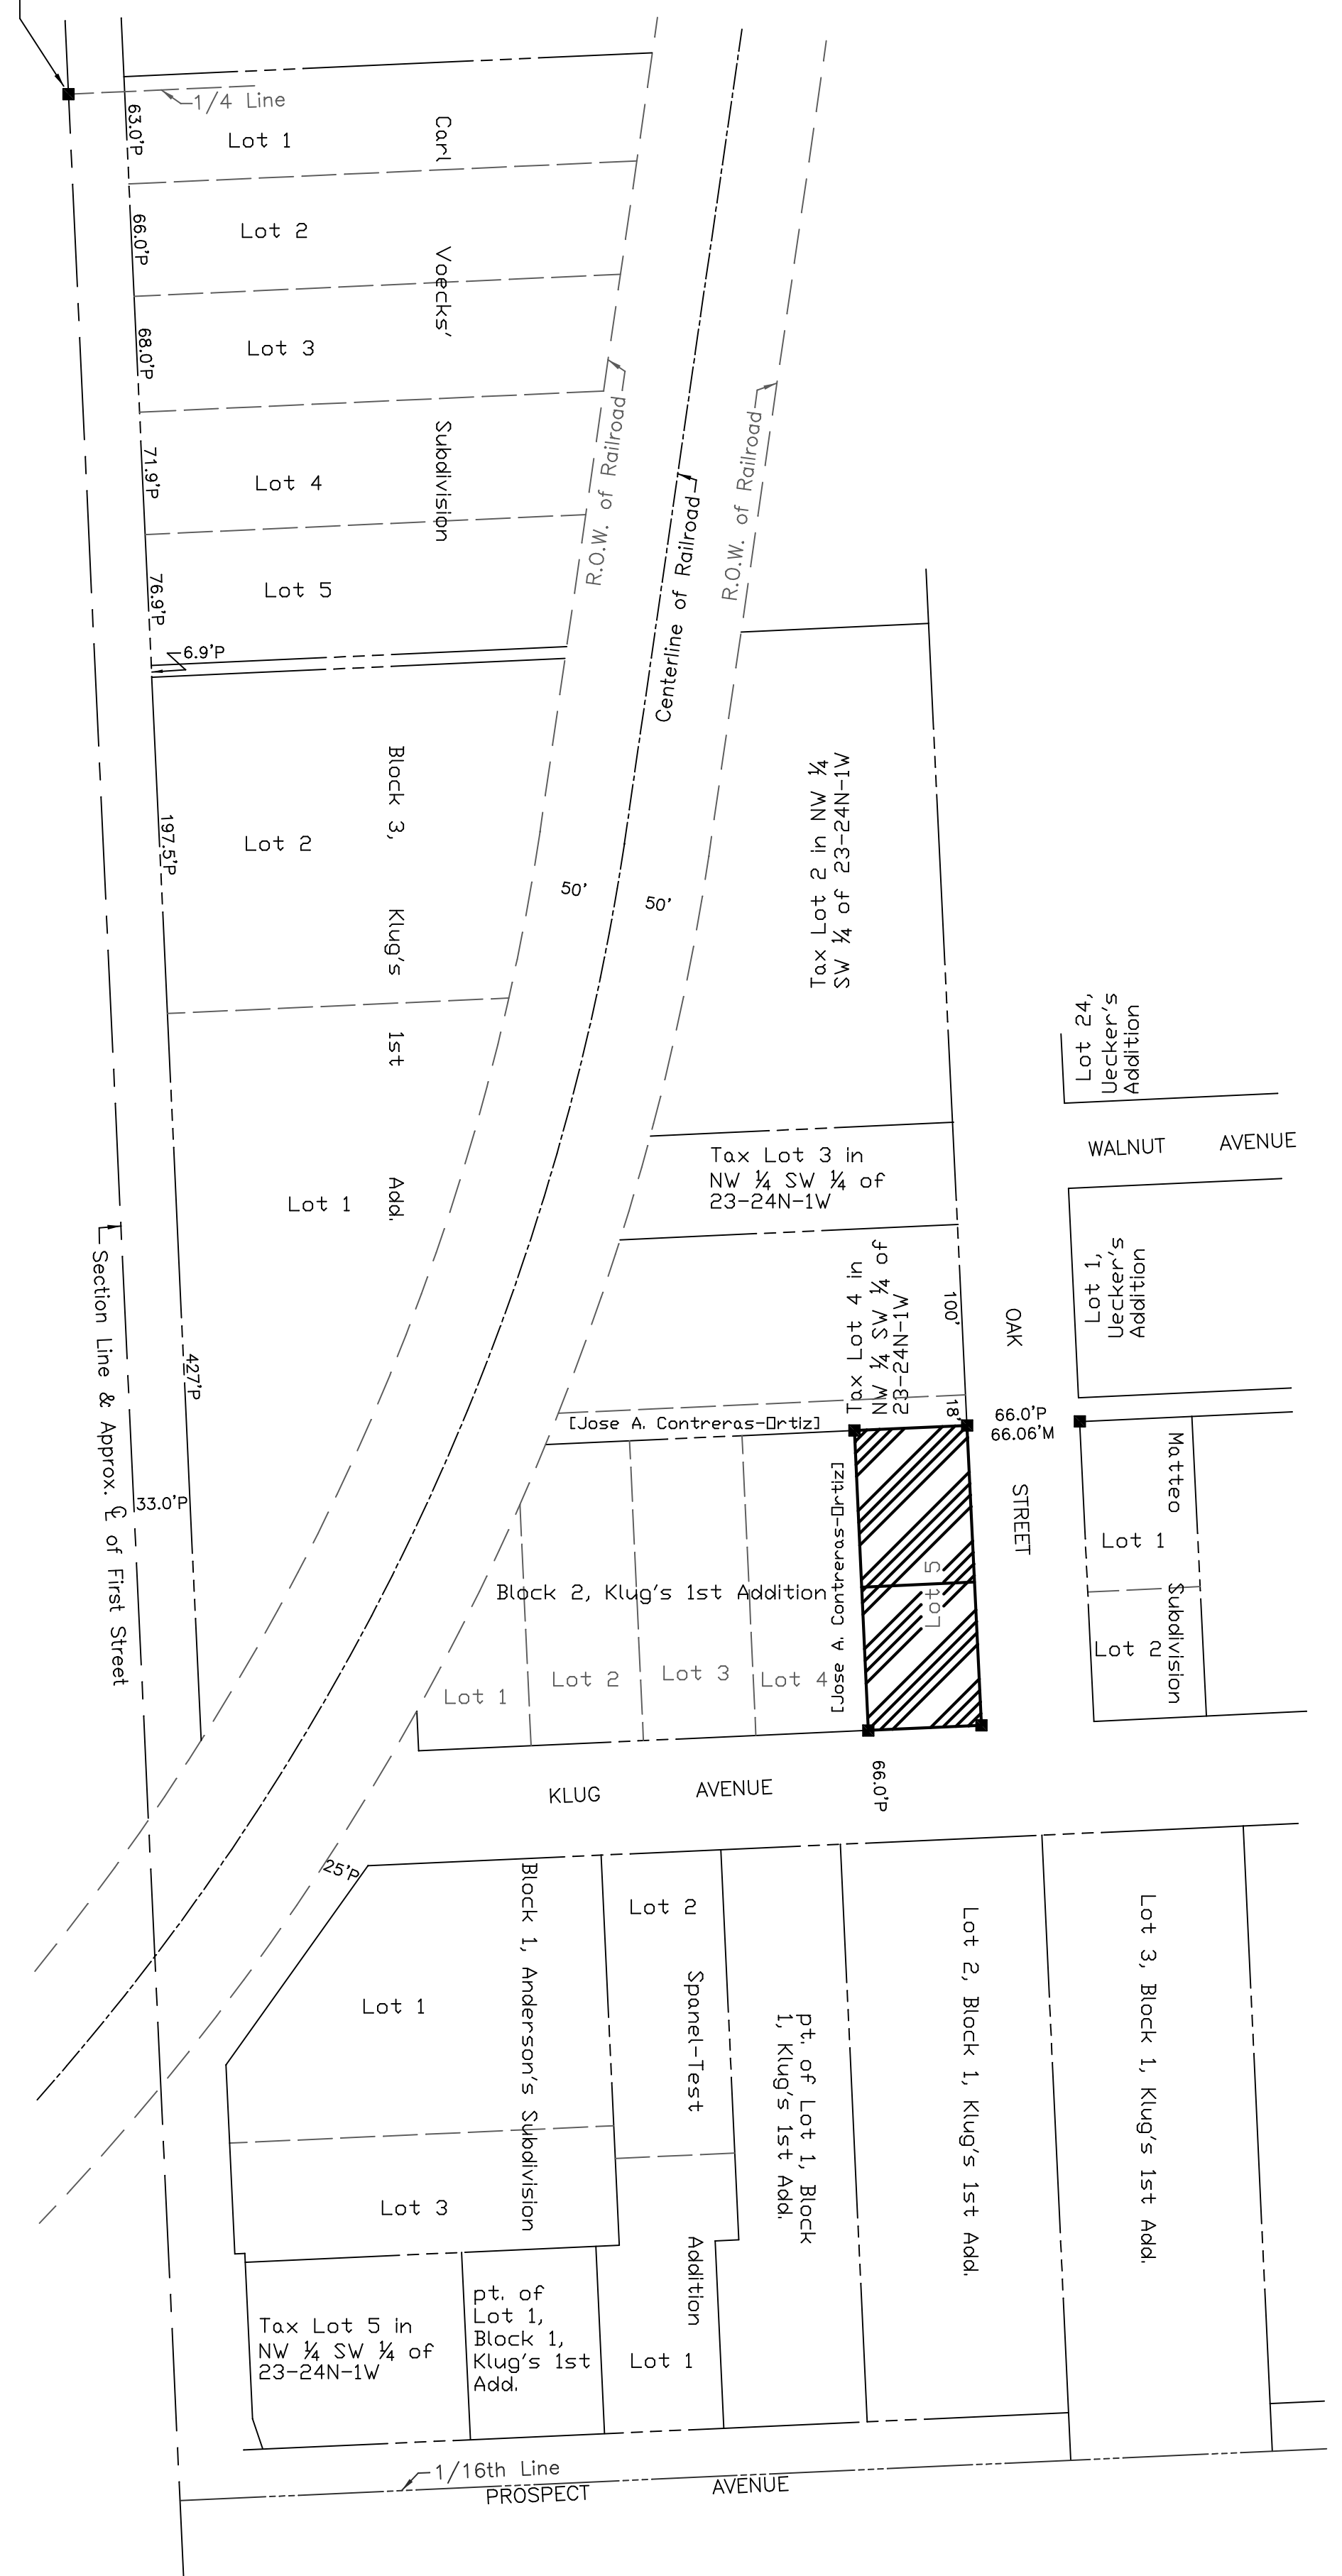 1/4 Line
63.0'P
Lot 1
Carl
66.0'P
Lot 2
Voecks'
68.0'P
Lot 3
R.O.W. of Railroad
R.O.W. of Railroad
71.9'P
Lot 4
Subdivision
Centerline of Railroad
76.9'P
Lot 5
6.9'P
Block 3,
Klug's
1st
Add.
197.5'P
Lot 2
50'
50'
Tax Lot 2 in NW ¼
SW ¼ of 23-24N-1W
Lot 24,
Uecker's
Addition
WALNUT AVENUE
Tax Lot 3 in
NW ¼ SW ¼ of
23-24N-1W
Lot 1
Section Line & Approx. ℄ of First Street
427'P
33.0'P
Tax Lot 4 in
NW ¼ SW ¼ of
23-24N-1W
100'
OAK
STREET
Lot 1,
Uecker's
Addition
18'
66.0'P
66.06'M
[Jose A. Contreras-Ortiz]
[Jose A. Contreras-Ortiz]
Matteo
Subdivision
Lot 1
Lot 2
Block 2, Klug's 1st Addition
Lot 5
Lot 1
Lot 2
Lot 3
Lot 4
KLUG AVENUE
66.0'P
25'P
Block 1, Anderson's Subdivision
Lot 1
Lot 3
Lot 2
Spanel-Test
Addition
Lot 1
pt. of Lot 1, Block
1, Klug's 1st Add.
Lot 2, Block 1, Klug's 1st Add.
Lot 3, Block 1, Klug's 1st Add.
Tax Lot 5 in
NW ¼ SW ¼ of
23-24N-1W
pt. of
Lot 1,
Block 1,
Klug's 1st
Add.
1/16th Line
PROSPECT AVENUE